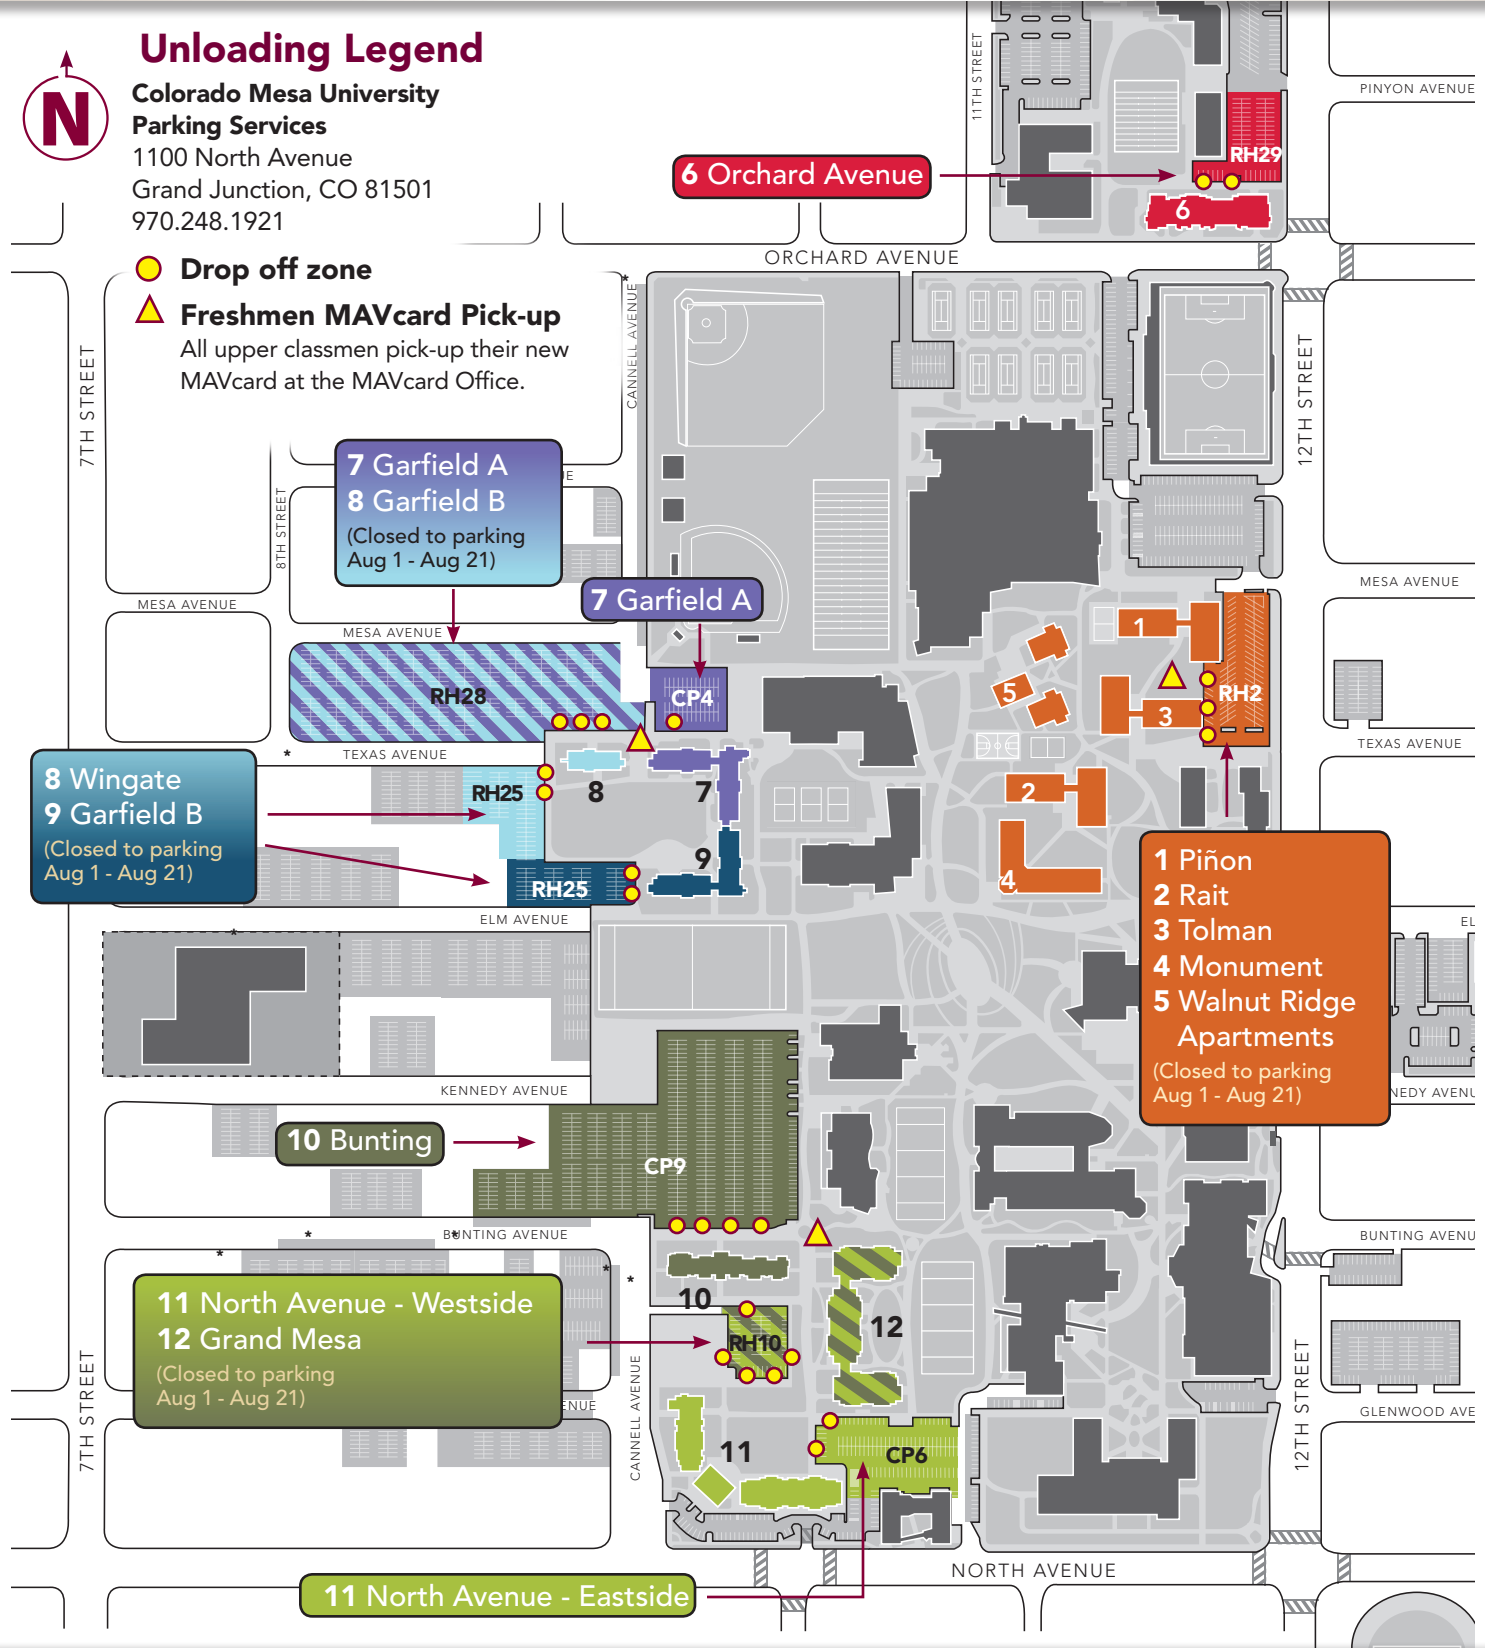 Unloading Legend
N
Colorado Mesa University
Parking Services
1100 North Avenue
Grand Junction, CO 81501
970.248.1921
Drop off zone
Freshmen MAVcard Pick-up
All upper classmen pick-up their new
MAVcard at the MAVcard Office.
11TH STREET
PINYON AVENUE
RH29
6 Orchard Avenue
6
ORCHARD AVENUE
*
CANNELL AVENUE
7TH STREET
12TH STREET
8TH STREET
7 Garfield A
8 Garfield B
(Closed to parking
Aug 1 - Aug 21)
UE
7 Garfield A
MESA AVENUE
MESA AVENUE
MESA AVENUE
RH28
CP4
1
5
3
RH2
*
TEXAS AVENUE
TEXAS AVENUE
8 Wingate
9 Garfield B
(Closed to parking
Aug 1 - Aug 21)
RH25
8
7
2
9
RH25
4
ELM AVENUE
EL
*
1 Piñon
2 Rait
3 Tolman
4 Monument
5 Walnut Ridge
Apartments
(Closed to parking
Aug 1 - Aug 21)
KENNEDY AVENUE
NEDY AVENU
10 Bunting
CP9
*
*
BUNTING AVENUE
BUNTING AVENU
*
*
*
11 North Avenue - Westside
12 Grand Mesa
(Closed to parking
Aug 1 - Aug 21)
10
12
RH10
7TH STREET
CANNELL AVENUE
12TH STREET
ENUE
GLENWOOD AVE
11
CP6
NORTH AVENUE
11 North Avenue - Eastside